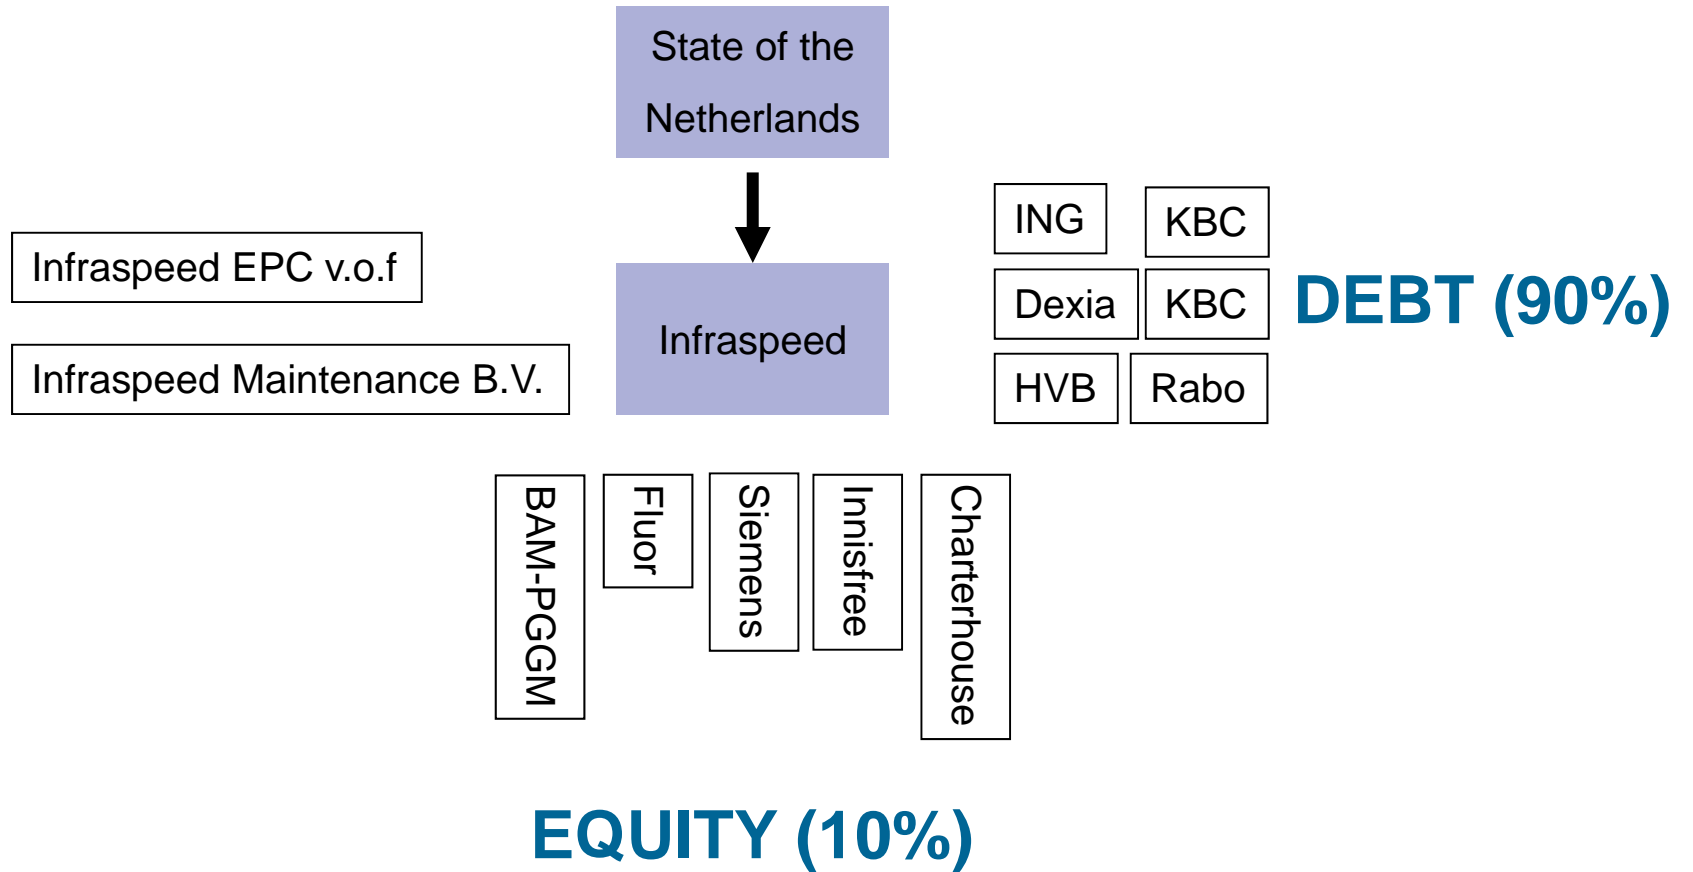 State of the
Netherlands
ING
KBC
Infraspeed EPC v.o.f
Infraspeed
Dexia
KBC
DEBT (90%)
Infraspeed Maintenance B.V.
HVB
Rabo
BAM-PGGM
Fluor
Siemens
Innisfree
Charterhouse
EQUITY (10%)